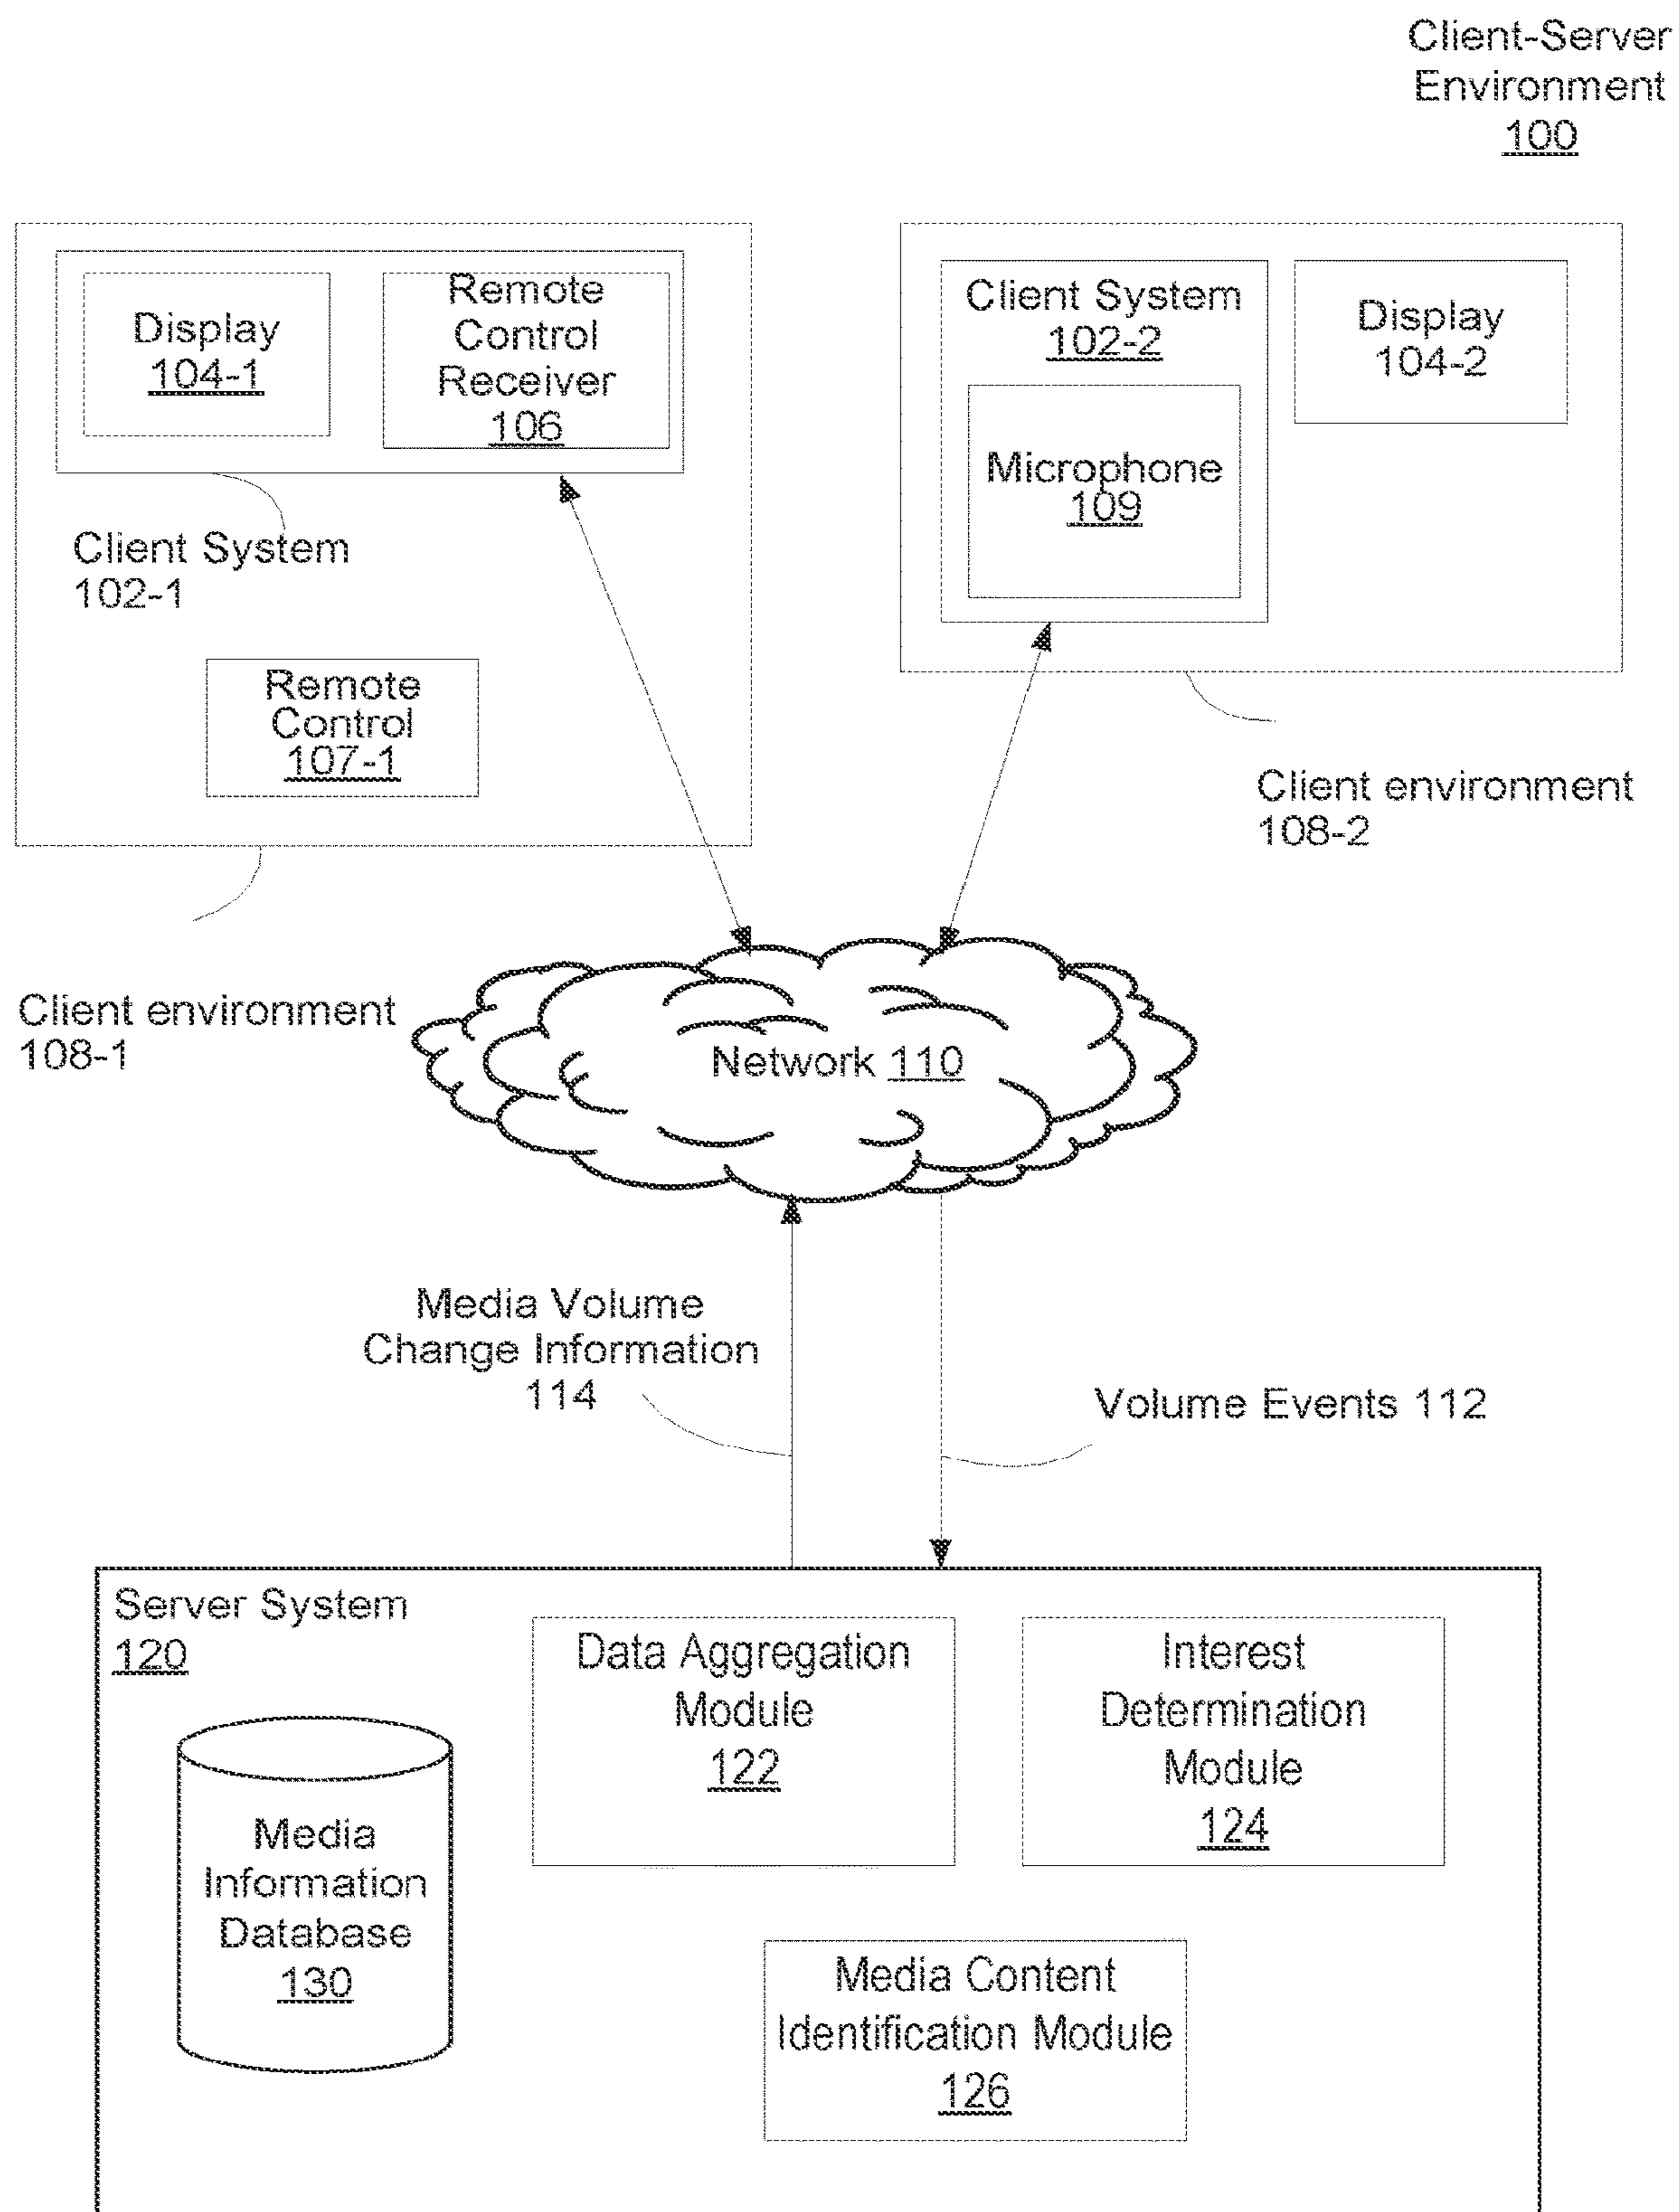 Client-Server
Environment
100
Display
104-1
Remote
Control
Receiver
106
Client System
102-1
Remote
Control
107-1
Client environment
108-1
Client System
102-2
Microphone
109
Display
104-2
Client environment
108-2
Network 110
Media Volume
Change Information
114
Volume Events 112
Server System
120
Media
Information
Database
130
Data Aggregation
Module
122
Interest
Determination
Module
124
Media Content
Identification Module
126